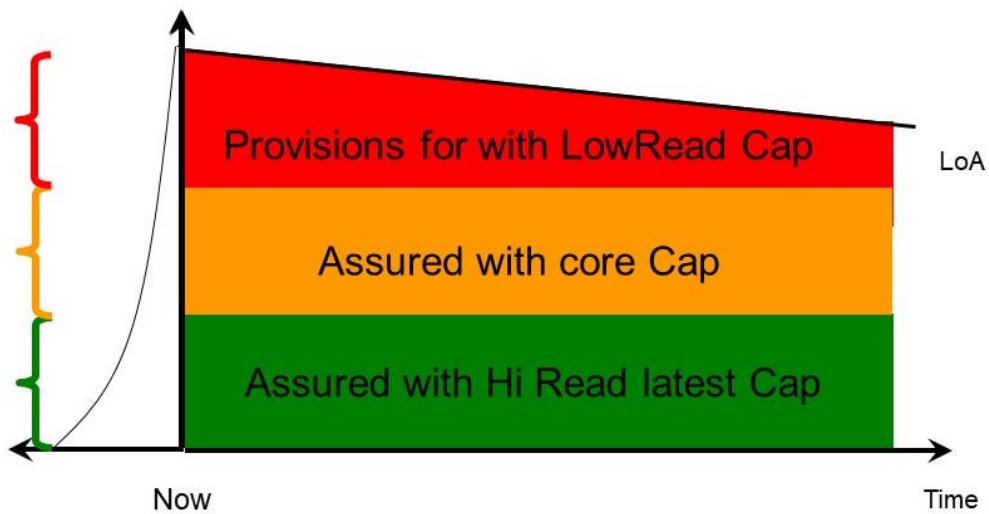 Provisions for with LowRead Cap
LoA
Assured with core Cap
Assured with Hi Read latest Cap
Now
Time